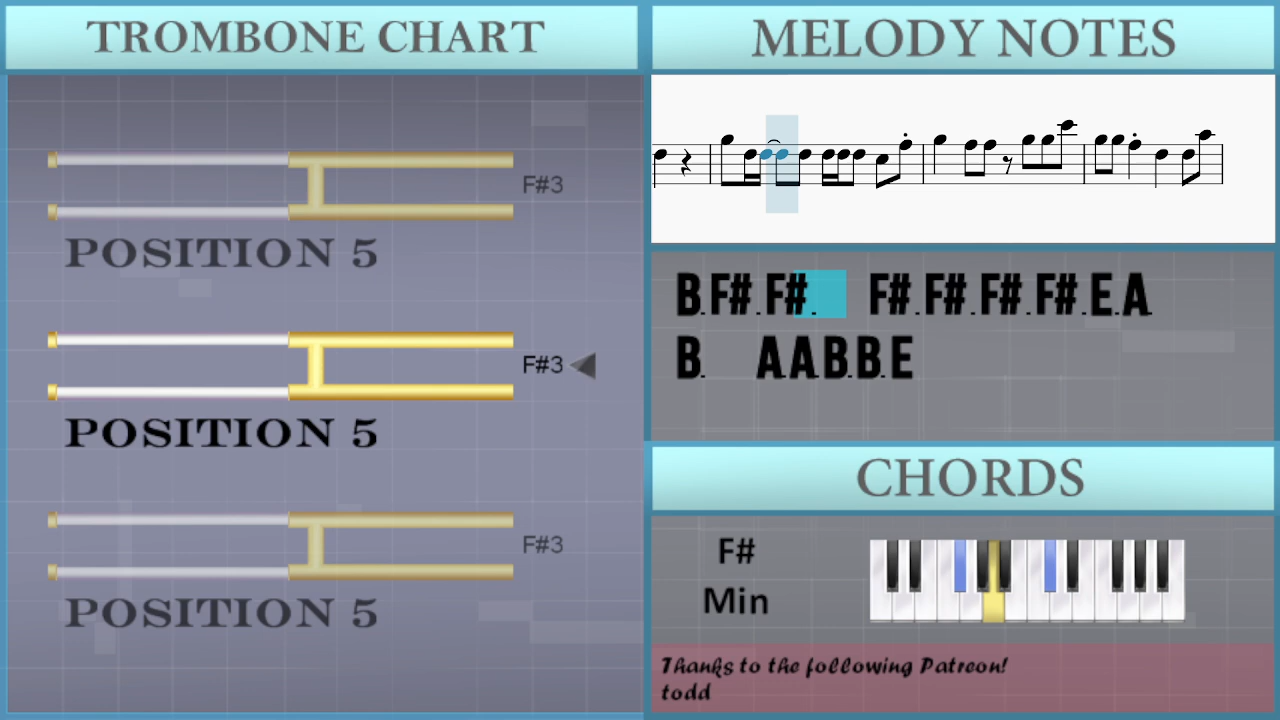 TROMBONE CHART
F#3
POSITION 5
F#3
POSITION 5
F#3
POSITION 5
MELODY NOTES
B.F#.F#. F#.F#.F#.F#.E.A.
B. A.A.B.B.E
CHORDS
F#
Min
Thanks to the following Patreon!
todd